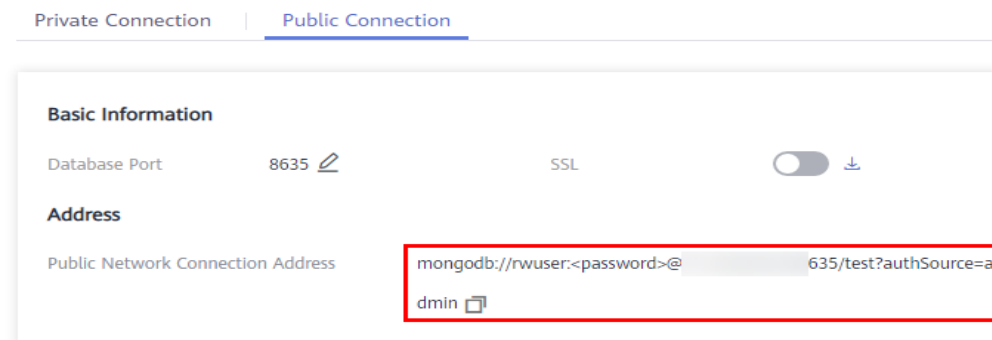 Private Connection Public Connection
Basic Information
Database Port 8635 SSL
Address
Public Network Connection Address mongodb://rwuser:<password>@ 635/test?authSource=a
dmin